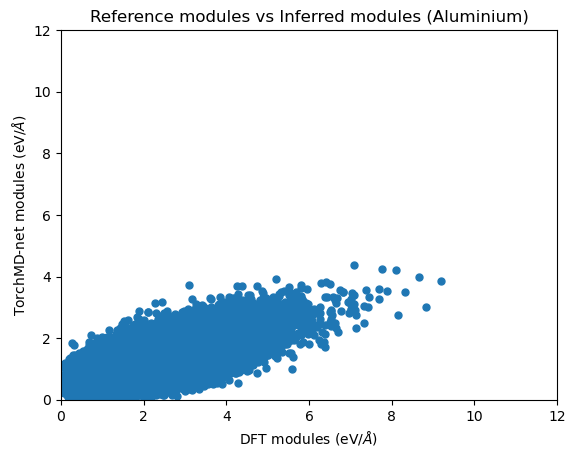 Reference modules vs Inferred modules (Aluminium)
12
10
8
6
4
2
0
TorchMD-net modules (eV/Å)
0 2 4 6 8 10 12
DFT modules (eV/Å)